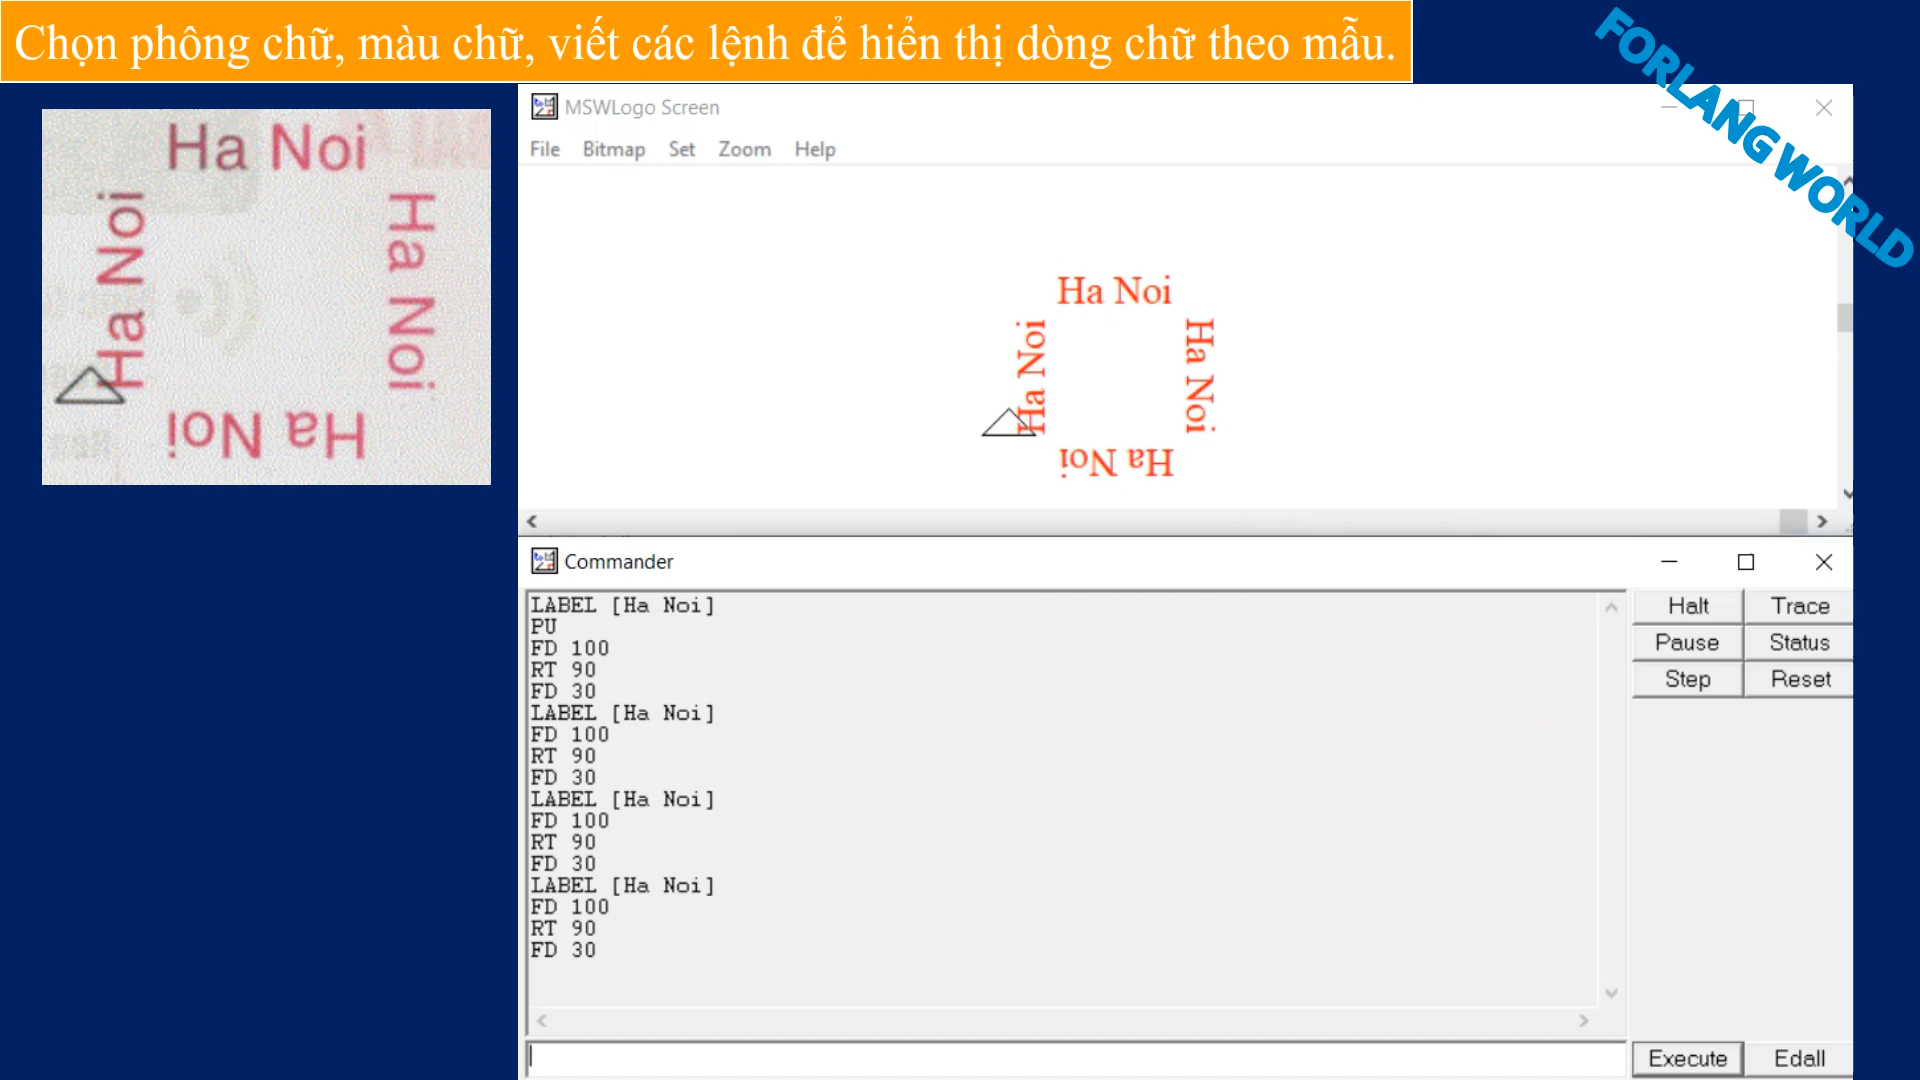 Chọn phông chữ, màu chữ, viết các lệnh để hiển thị dòng chữ theo mẫu.
FORLANG WORLD
Ha Noi
Ha Noi
Ha Noi
Ha Noi
MSWLogo Screen
File Bitmap Set Zoom Help
Ha Noi
Ha Noi
Ha Noi
Ha Noi
Commander
LABEL [Ha Noi]
PU
FD 100
RT 90
FD 30
LABEL [Ha Noi]
FD 100
RT 90
FD 30
LABEL [Ha Noi]
FD 100
RT 90
FD 30
LABEL [Ha Noi]
FD 100
RT 90
FD 30
Halt Trace
Pause Status
Step Reset
Execute Edall